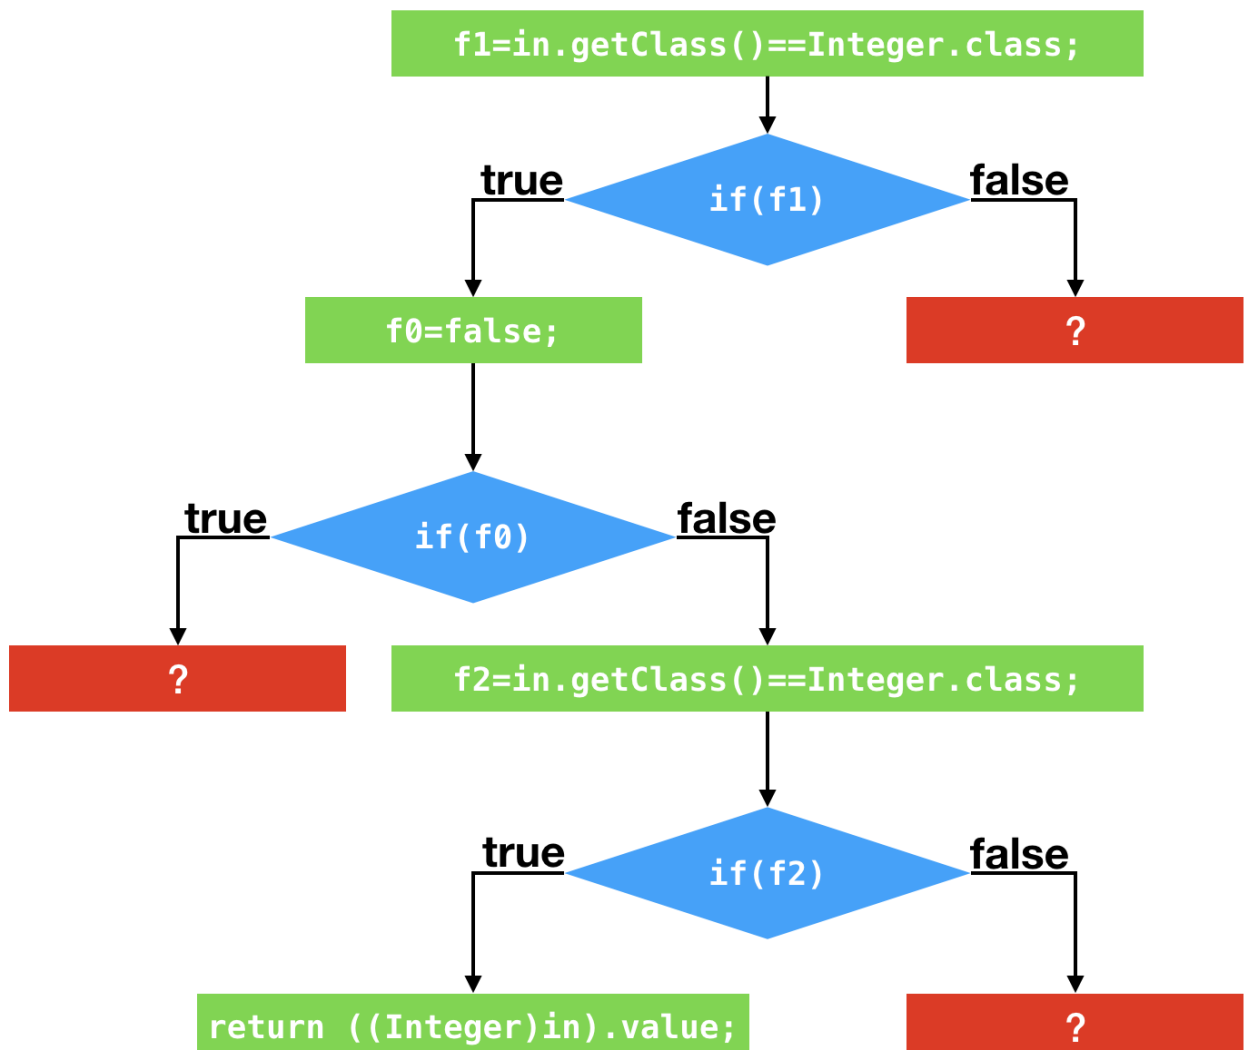 f1=in.getClass()==Integer.class;
true
if(f1)
false
f0=false;
?
true
if(f0)
false
?
f2=in.getClass()==Integer.class;
true
if(f2)
false
return ((Integer)in).value;
?